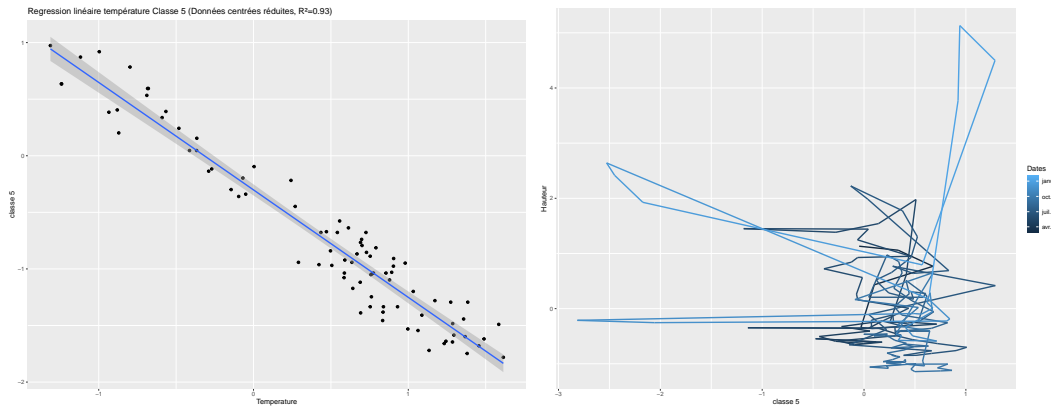 Regression linéaire température Classe 5 (Données centrées réduites, R²=0.93)
classe 5
1
0
−1
−2
−1
0
1
Temperature
Hauteur
4
2
0
−3
−2
−1
0
1
classe 5
Dates
janv
oct.
juil.
avr.